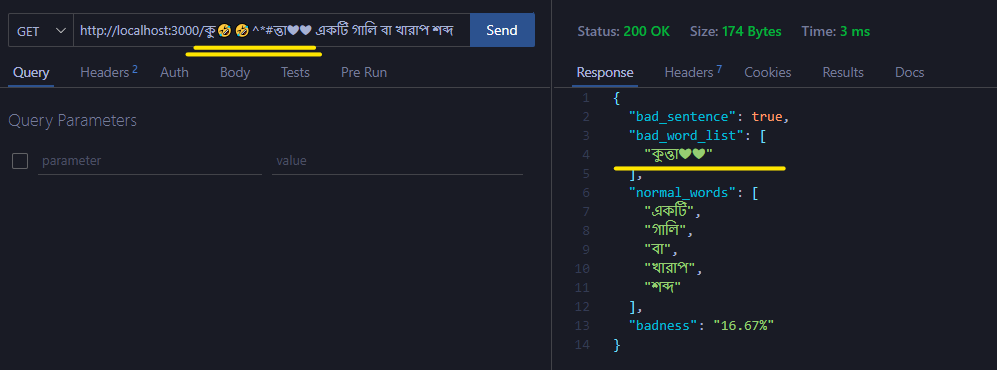 GET http://localhost:3000/কু🤣 🤣 ^*#ত্তা♥♥ একটি গালি বা খারাপ শব্দ Send
Query Headers 2 Auth Body Tests Pre Run
Query Parameters
parameter value
Status: 200 OK Size: 174 Bytes Time: 3 ms
Response Headers 7 Cookies Results Docs
1 {
2 "bad_sentence": true,
3 "bad_word_list": [
4 "কুত্তা♥♥"
5 ],
6 "normal_words": [
7 "একটি",
8 "গালি",
9 "বা",
10 "খারাপ",
11 "শব্দ"
12 ],
13 "badness": "16.67%"
14 }